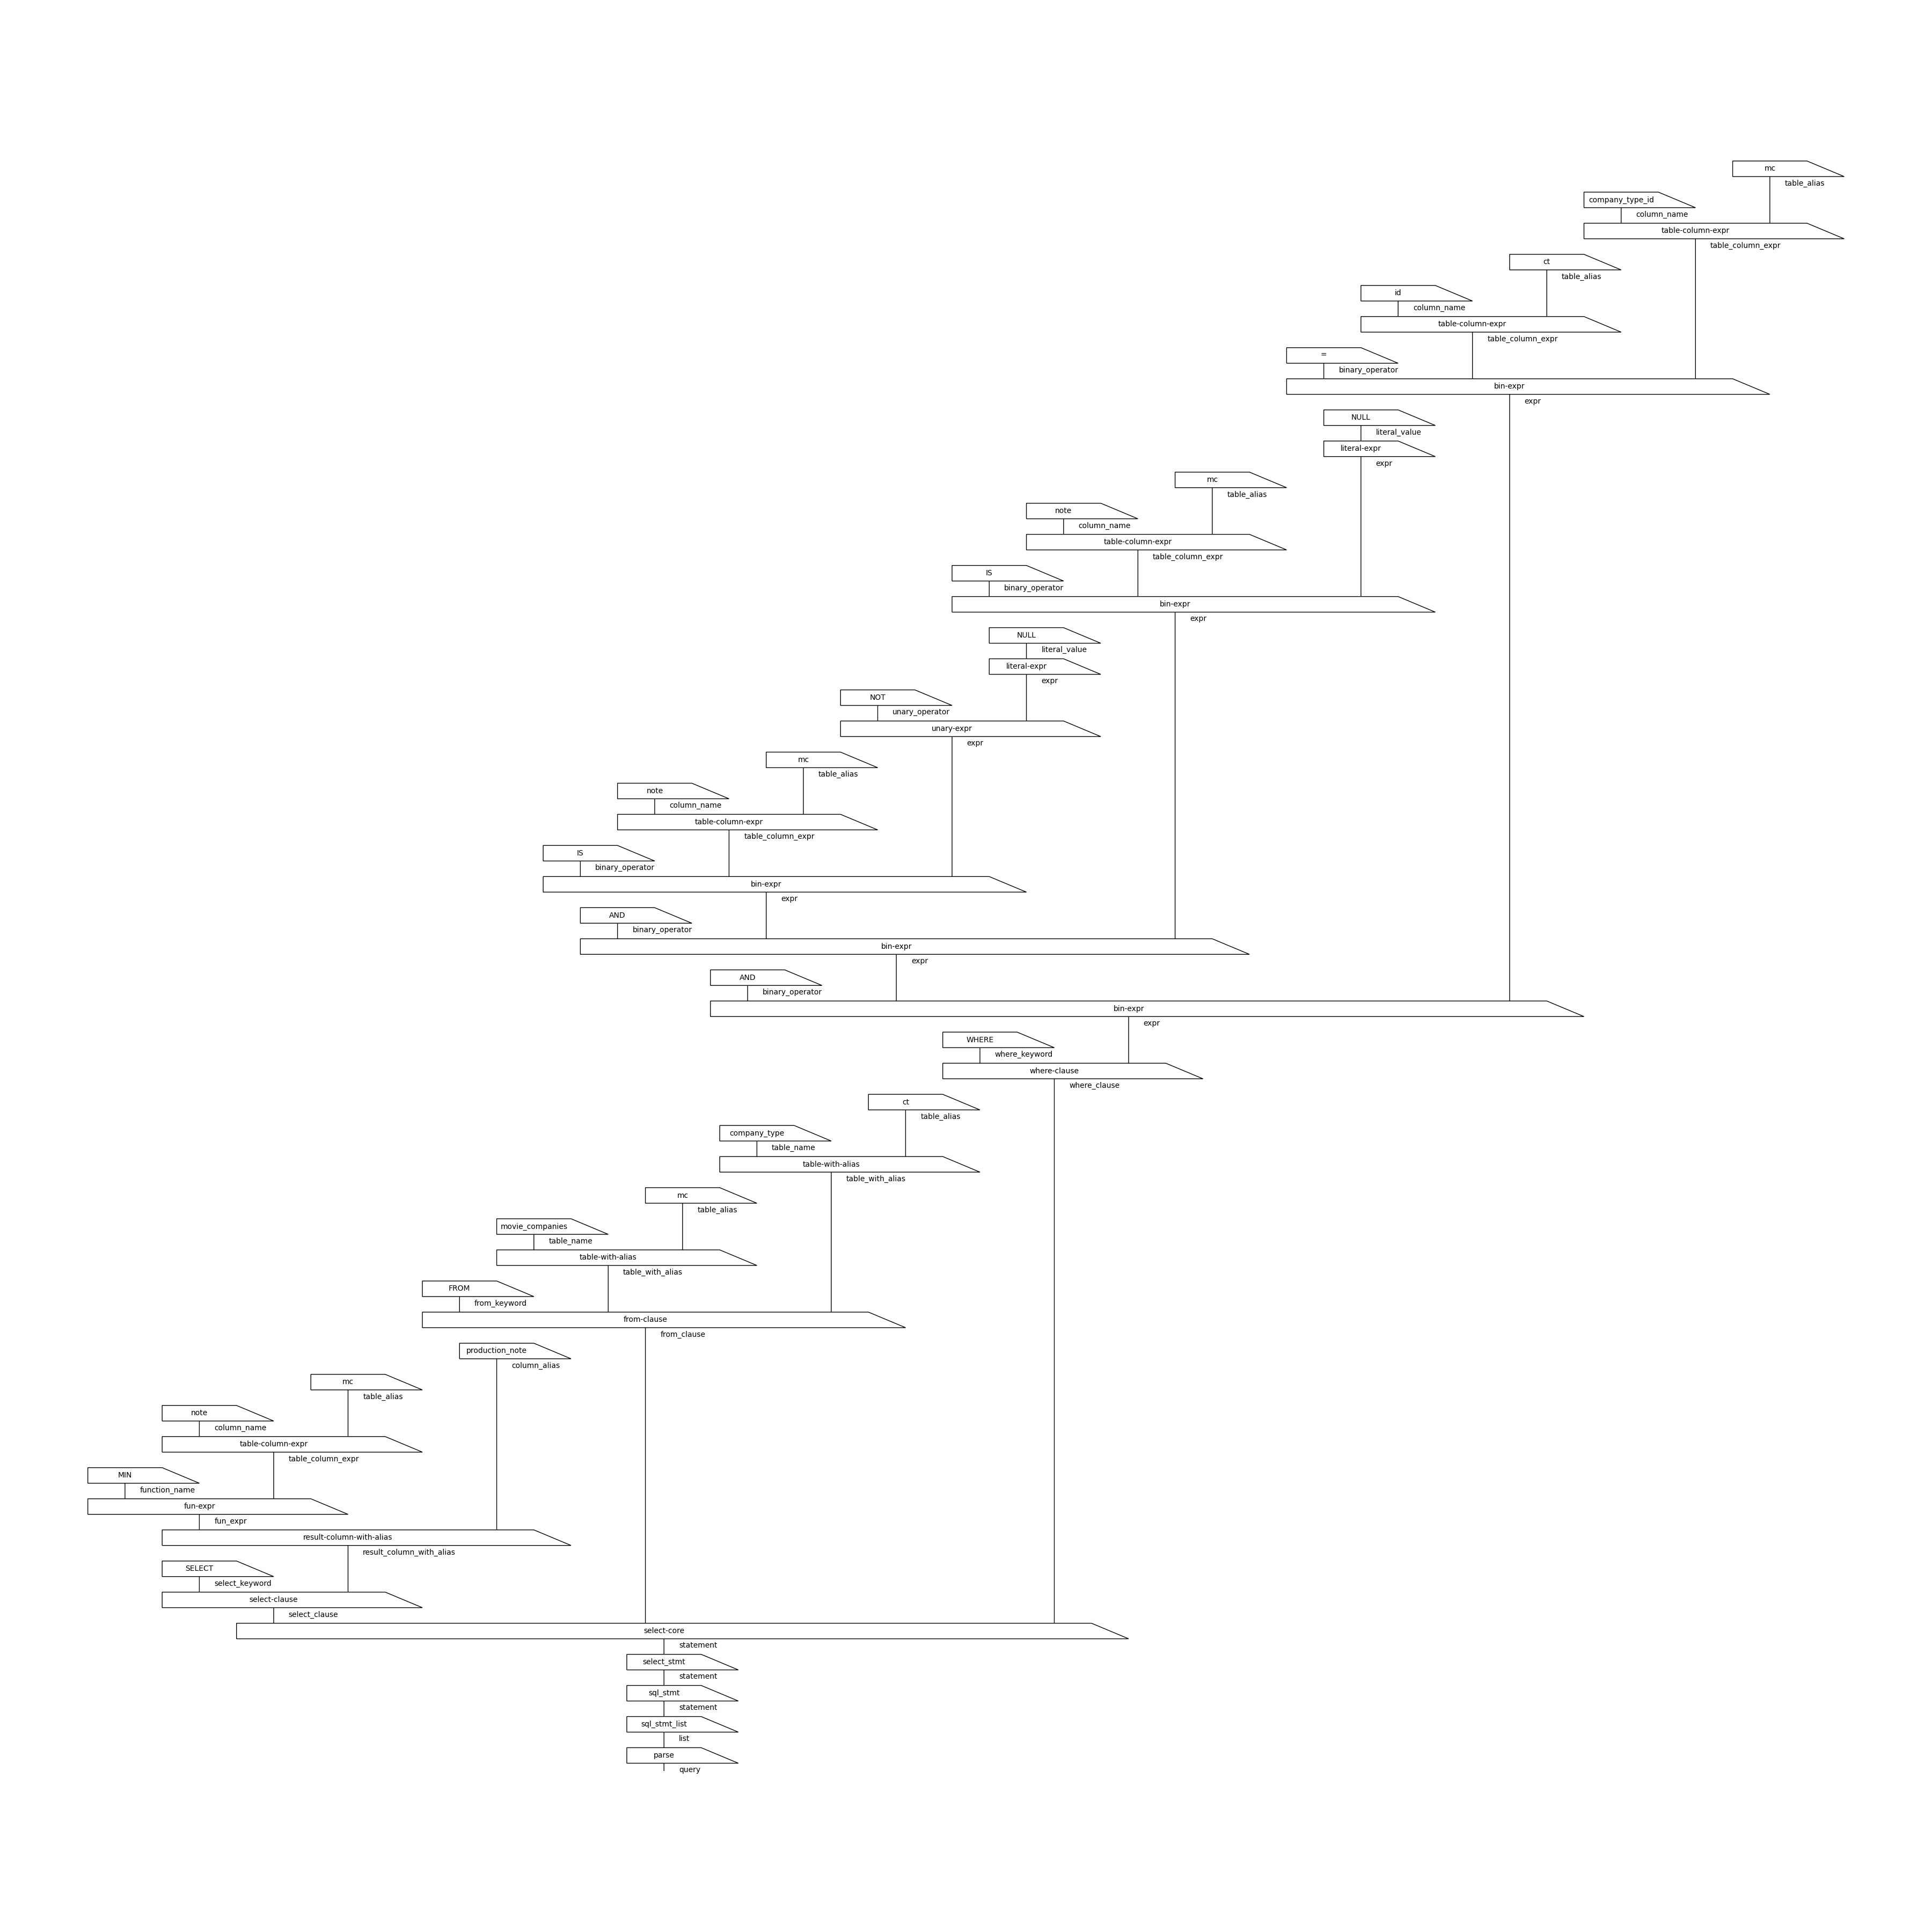 mc
table_alias
company_type_id
column_name
table-column-expr
table_column_expr
ct
table_alias
id
column_name
table-column-expr
table_column_expr
=
binary_operator
bin-expr
expr
NULL
literal_value
literal-expr
expr
mc
table_alias
note
column_name
table-column-expr
table_column_expr
IS
binary_operator
bin-expr
expr
NULL
literal_value
literal-expr
expr
NOT
unary_operator
unary-expr
expr
mc
table_alias
note
column_name
table-column-expr
table_column_expr
IS
binary_operator
bin-expr
expr
AND
binary_operator
bin-expr
expr
AND
binary_operator
bin-expr
expr
WHERE
where_keyword
where-clause
where_clause
ct
table_alias
company_type
table_name
table-with-alias
table_with_alias
mc
table_alias
movie_companies
table_name
table-with-alias
table_with_alias
FROM
from_keyword
from-clause
from_clause
production_note
column_alias
mc
table_alias
note
column_name
table-column-expr
table_column_expr
MIN
function_name
fun-expr
fun_expr
result-column-with-alias
result_column_with_alias
SELECT
select_keyword
select-clause
select_clause
select-core
statement
select_stmt
statement
sql_stmt
statement
sql_stmt_list
list
parse
query